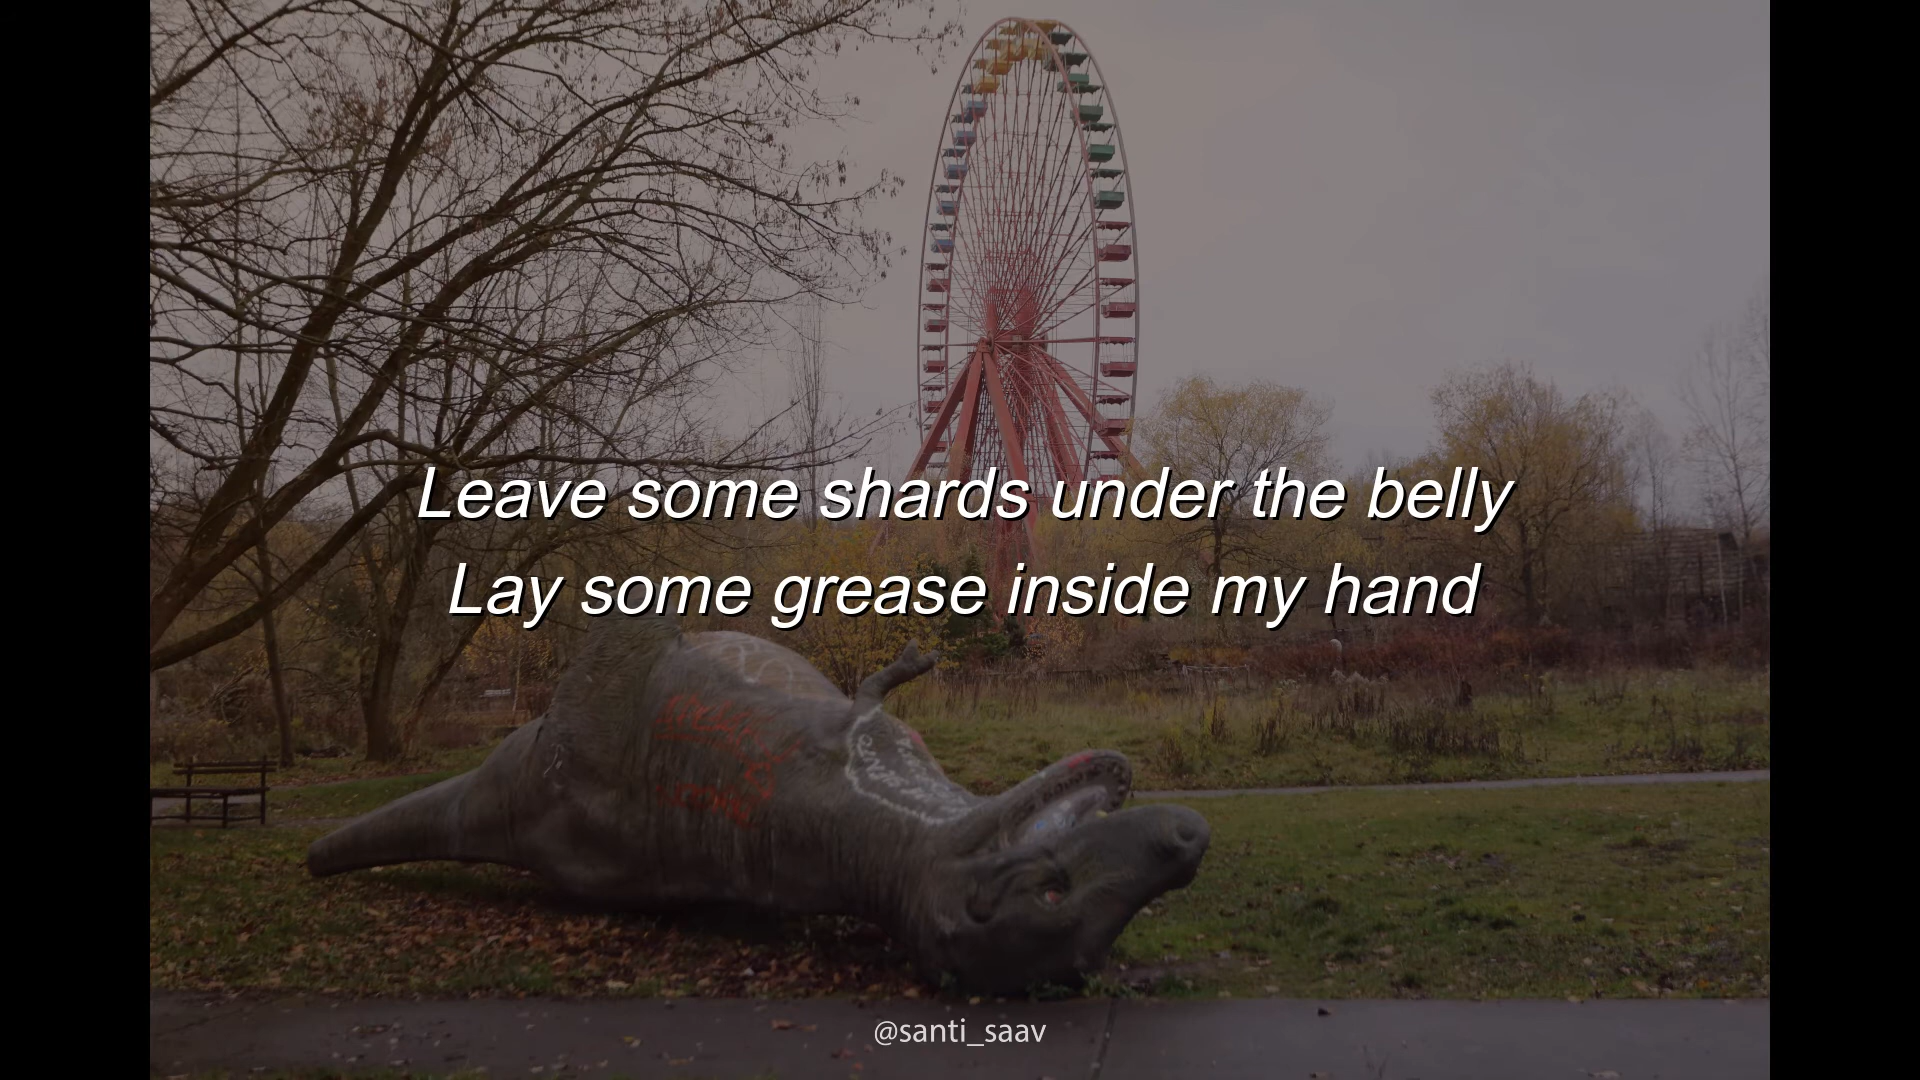 Leave some shards under the belly
Lay some grease inside my hand
@santi_saav